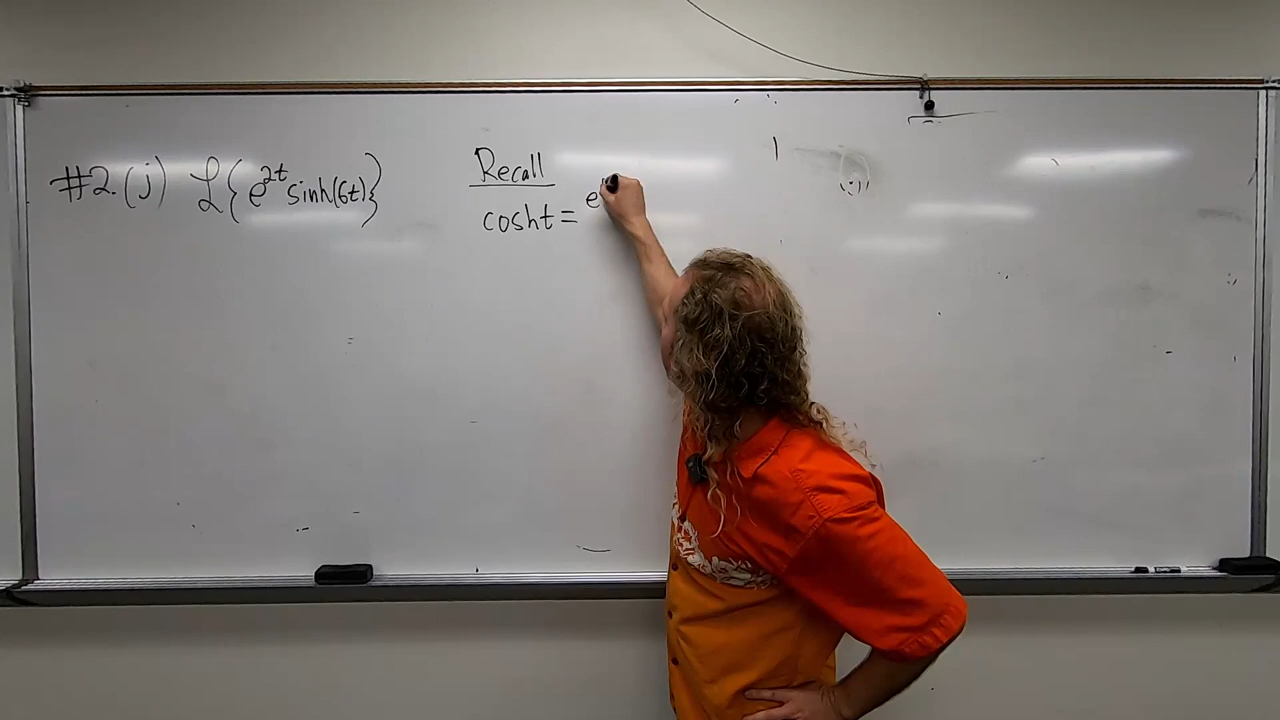 #2.(j) ℒ{e^2t sinh(6t)}
Recall
cosht = e